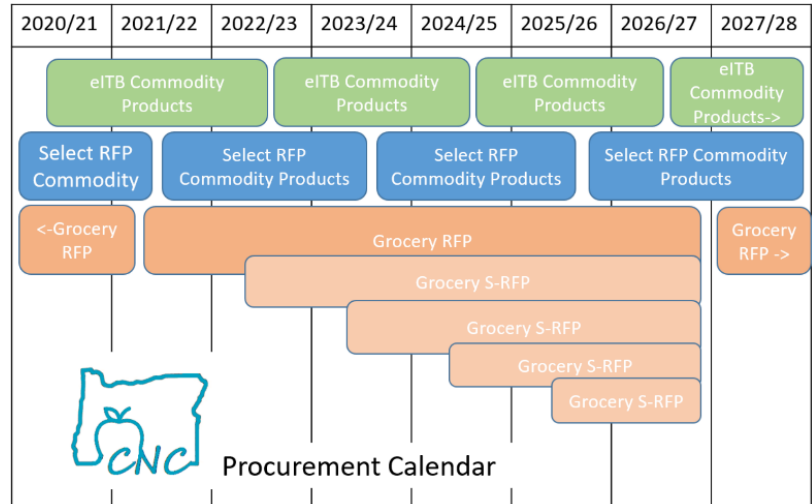 2020/21 2021/22 2022/23 2023/24 2024/25 2025/26 2026/27 2027/28
eITB Commodity
Products
eITB Commodity
Products
eITB Commodity
Products
eITB
Commodity
Products->
Select RFP
Commodity
Select RFP
Commodity Products
Select RFP
Commodity Products
Select RFP Commodity
Products
<-Grocery
RFP
Grocery RFP
Grocery
RFP ->
Grocery S-RFP
Grocery S-RFP
Grocery S-RFP
Grocery S-RFP
CNC
Procurement Calendar